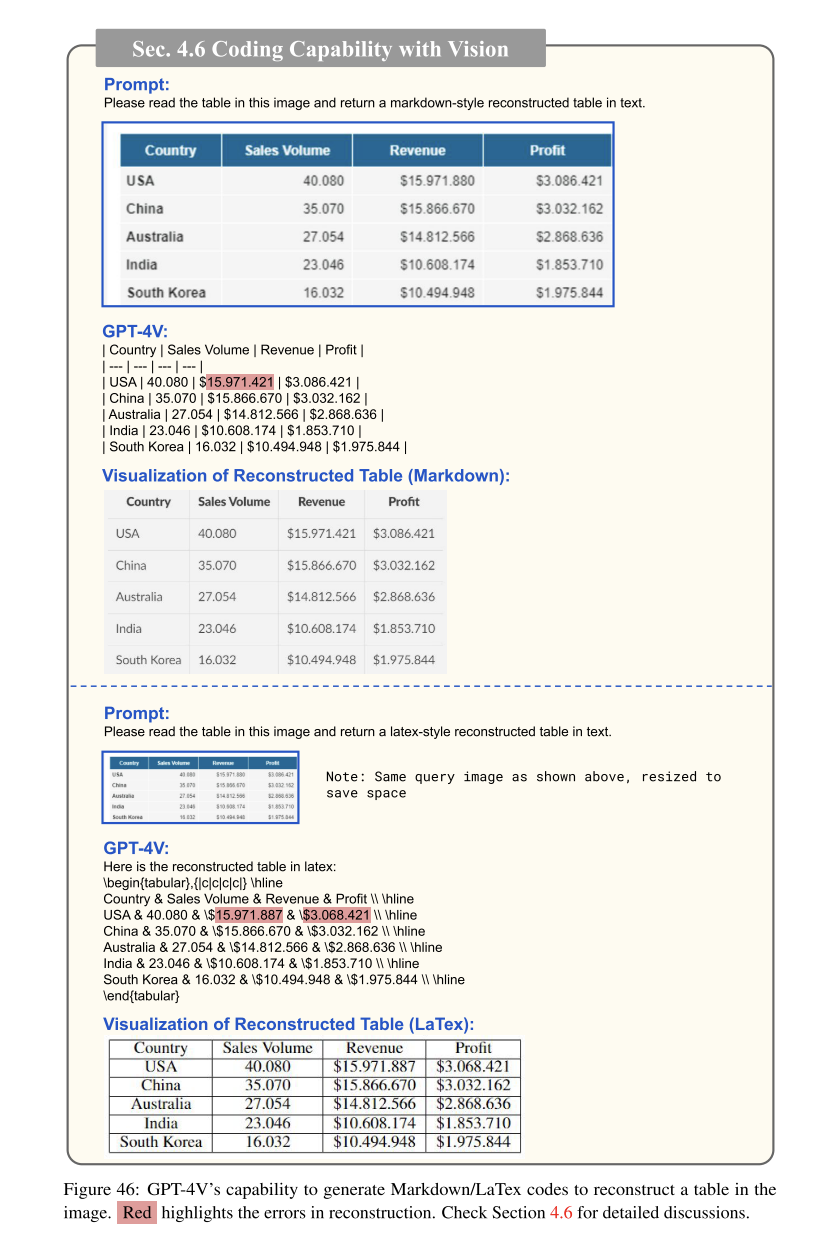 Sec. 4.6 Coding Capability with Vision
Prompt:
Please read the table in this image and return a markdown-style reconstructed table in text.
Country Sales Volume Revenue Profit
USA 40.080 $15.971.880 $3.086.421
China 35.070 $15.866.670 $3.032.162
Australia 27.054 $14.812.566 $2.868.636
India 23.046 $10.608.174 $1.853.710
South Korea 16.032 $10.494.948 $1.975.844
GPT-4V:
| Country | Sales Volume | Revenue | Profit |
| --- | --- | --- | --- |
| USA | 40.080 | $15.971.421 | $3.086.421 |
| China | 35.070 | $15.866.670 | $3.032.162 |
| Australia | 27.054 | $14.812.566 | $2.868.636 |
| India | 23.046 | $10.608.174 | $1.853.710 |
| South Korea | 16.032 | $10.494.948 | $1.975.844 |
Visualization of Reconstructed Table (Markdown):
Country Sales Volume Revenue Profit
USA 40.080 $15.971.421 $3.086.421
China 35.070 $15.866.670 $3.032.162
Australia 27.054 $14.812.566 $2.868.636
India 23.046 $10.608.174 $1.853.710
South Korea 16.032 $10.494.948 $1.975.844
Prompt:
Please read the table in this image and return a latex-style reconstructed table in text.
Country Sales Volume Revenue Profit
USA 40.080 $15.971.880 $3.086.421
China 35.070 $15.866.670 $3.032.162
Australia 27.054 $14.812.566 $2.868.636
India 23.046 $10.608.174 $1.853.710
South Korea 16.032 $10.494.948 $1.975.844
Note: Same query image as shown above, resized to
save space
GPT-4V:
Here is the reconstructed table in latex:
\begin{tabular},{|c|c|c|c|} \hline
Country & Sales Volume & Revenue & Profit \\ \hline
USA & 40.080 & \$15.971.887 & \$3.068.421 \\ \hline
China & 35.070 & \$15.866.670 & \$3.032.162 \\ \hline
Australia & 27.054 & \$14.812.566 & \$2.868.636 \\ \hline
India & 23.046 & \$10.608.174 & \$1.853.710 \\ \hline
South Korea & 16.032 & \$10.494.948 & \$1.975.844 \\ \hline
\end{tabular}
Visualization of Reconstructed Table (LaTex):
Country Sales Volume Revenue Profit
USA 40.080 $15.971.887 $3.068.421
China 35.070 $15.866.670 $3.032.162
Australia 27.054 $14.812.566 $2.868.636
India 23.046 $10.608.174 $1.853.710
South Korea 16.032 $10.494.948 $1.975.844
Figure 46: GPT-4V's capability to generate Markdown/LaTex codes to reconstruct a table in the
image. Red highlights the errors in reconstruction. Check Section 4.6 for detailed discussions.